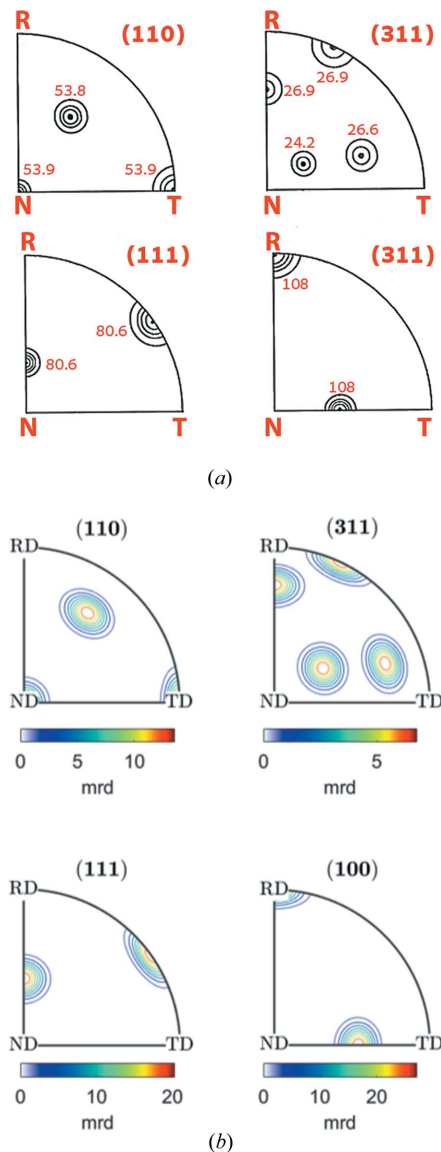 R (110) R (311)
53.8 26.9
26.9
53.9 53.9 24.2 26.6
N T N T
R (111) R (311)
80.6 80.6 108
108
N T N T
(a)
(110) (311)
RD RD
ND TD ND TD
0 5 10 0 5
mrd mrd
(111) (100)
RD RD
ND TD ND TD
0 10 20 0 10 20
mrd mrd
(b)